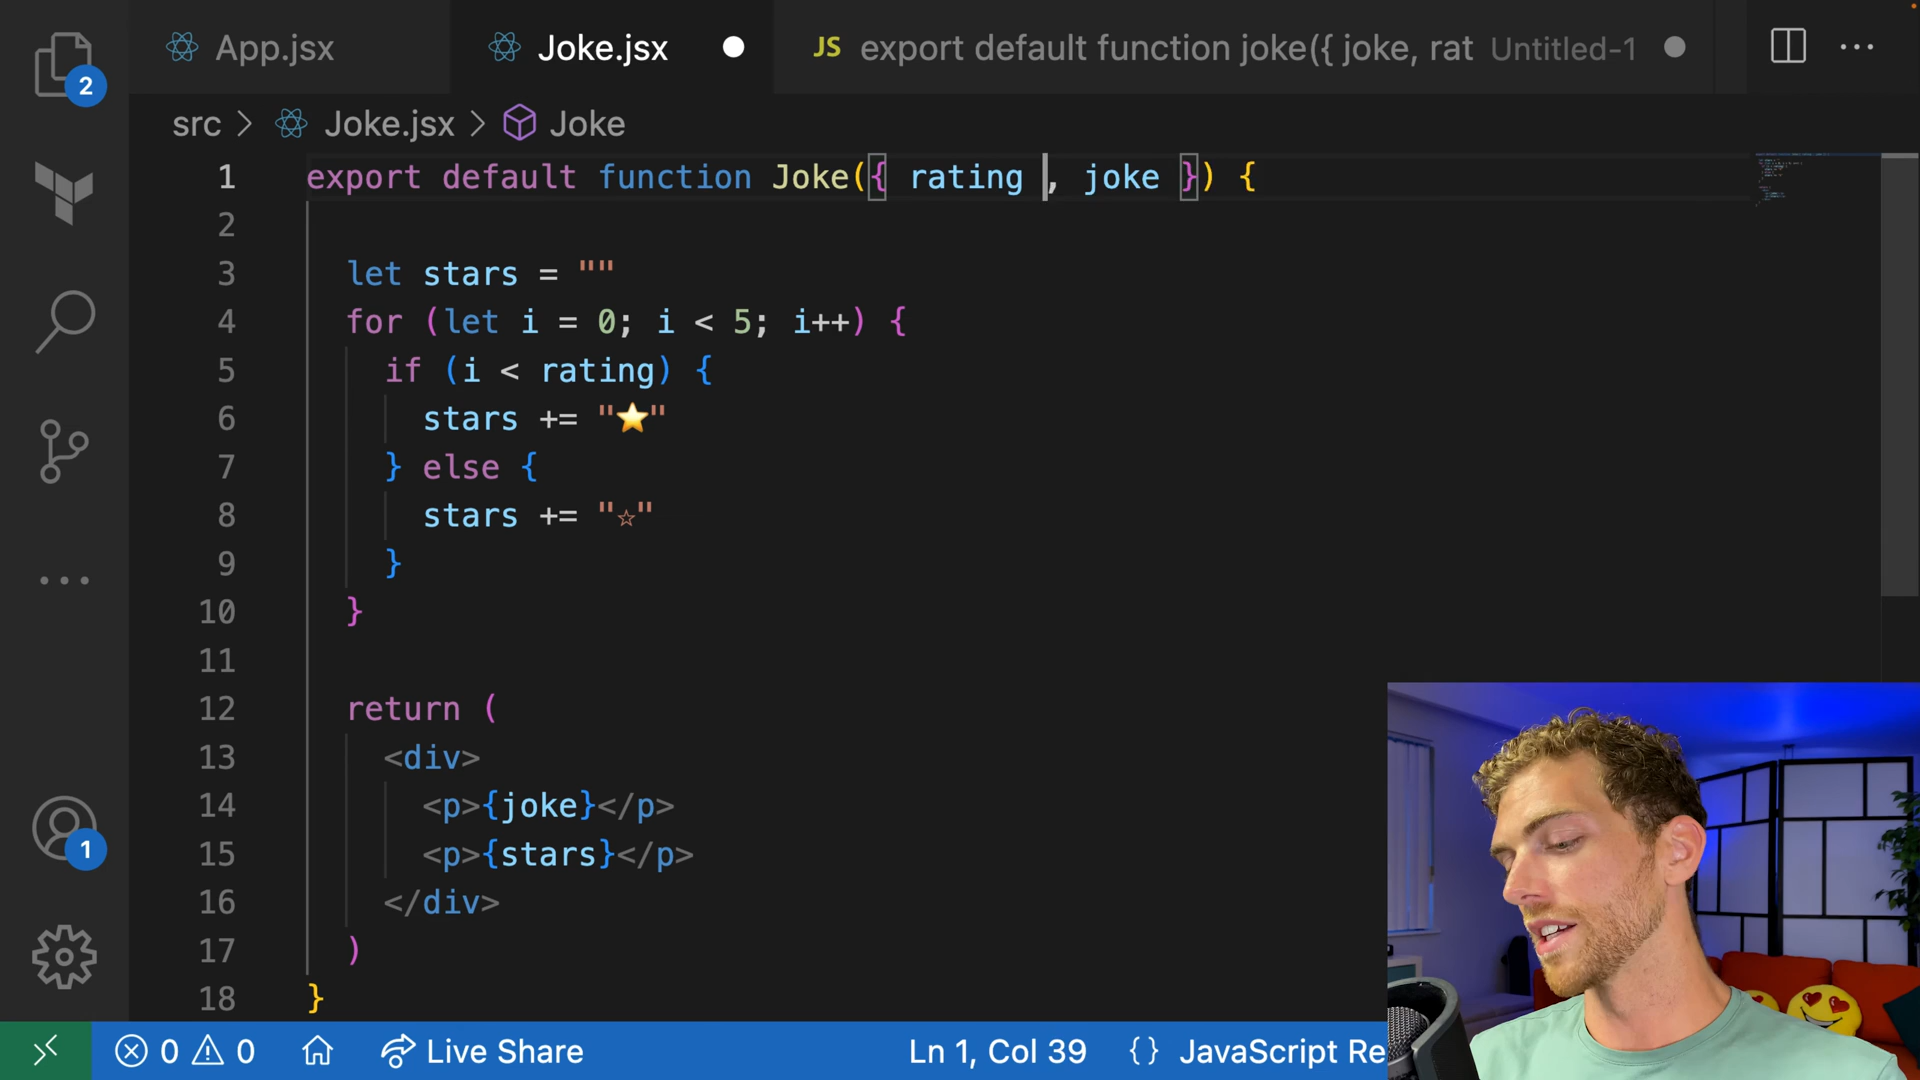 2
App.jsx
Joke.jsx
JS export default function joke({ joke, rat Untitled-1
src > Joke.jsx > Joke
1 export default function Joke({ rating , joke }) {
2
3 let stars = ""
4 for (let i = 0; i < 5; i++) {
5 if (i < rating) {
6 stars += "⭐"
7 } else {
8 stars += "☆"
9 }
10 }
11
12 return (
13 <div>
14 <p>{joke}</p>
15 <p>{stars}</p>
16 </div>
17 )
18 }
1
0 0 Live Share Ln 1, Col 39 {} JavaScript Re